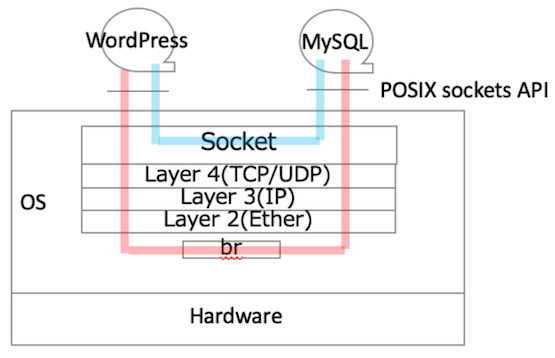 WordPress
MySQL
POSIX sockets API
Socket
Layer 4(TCP/UDP)
Layer 3(IP)
OS
Layer 2(Ether)
br
Hardware